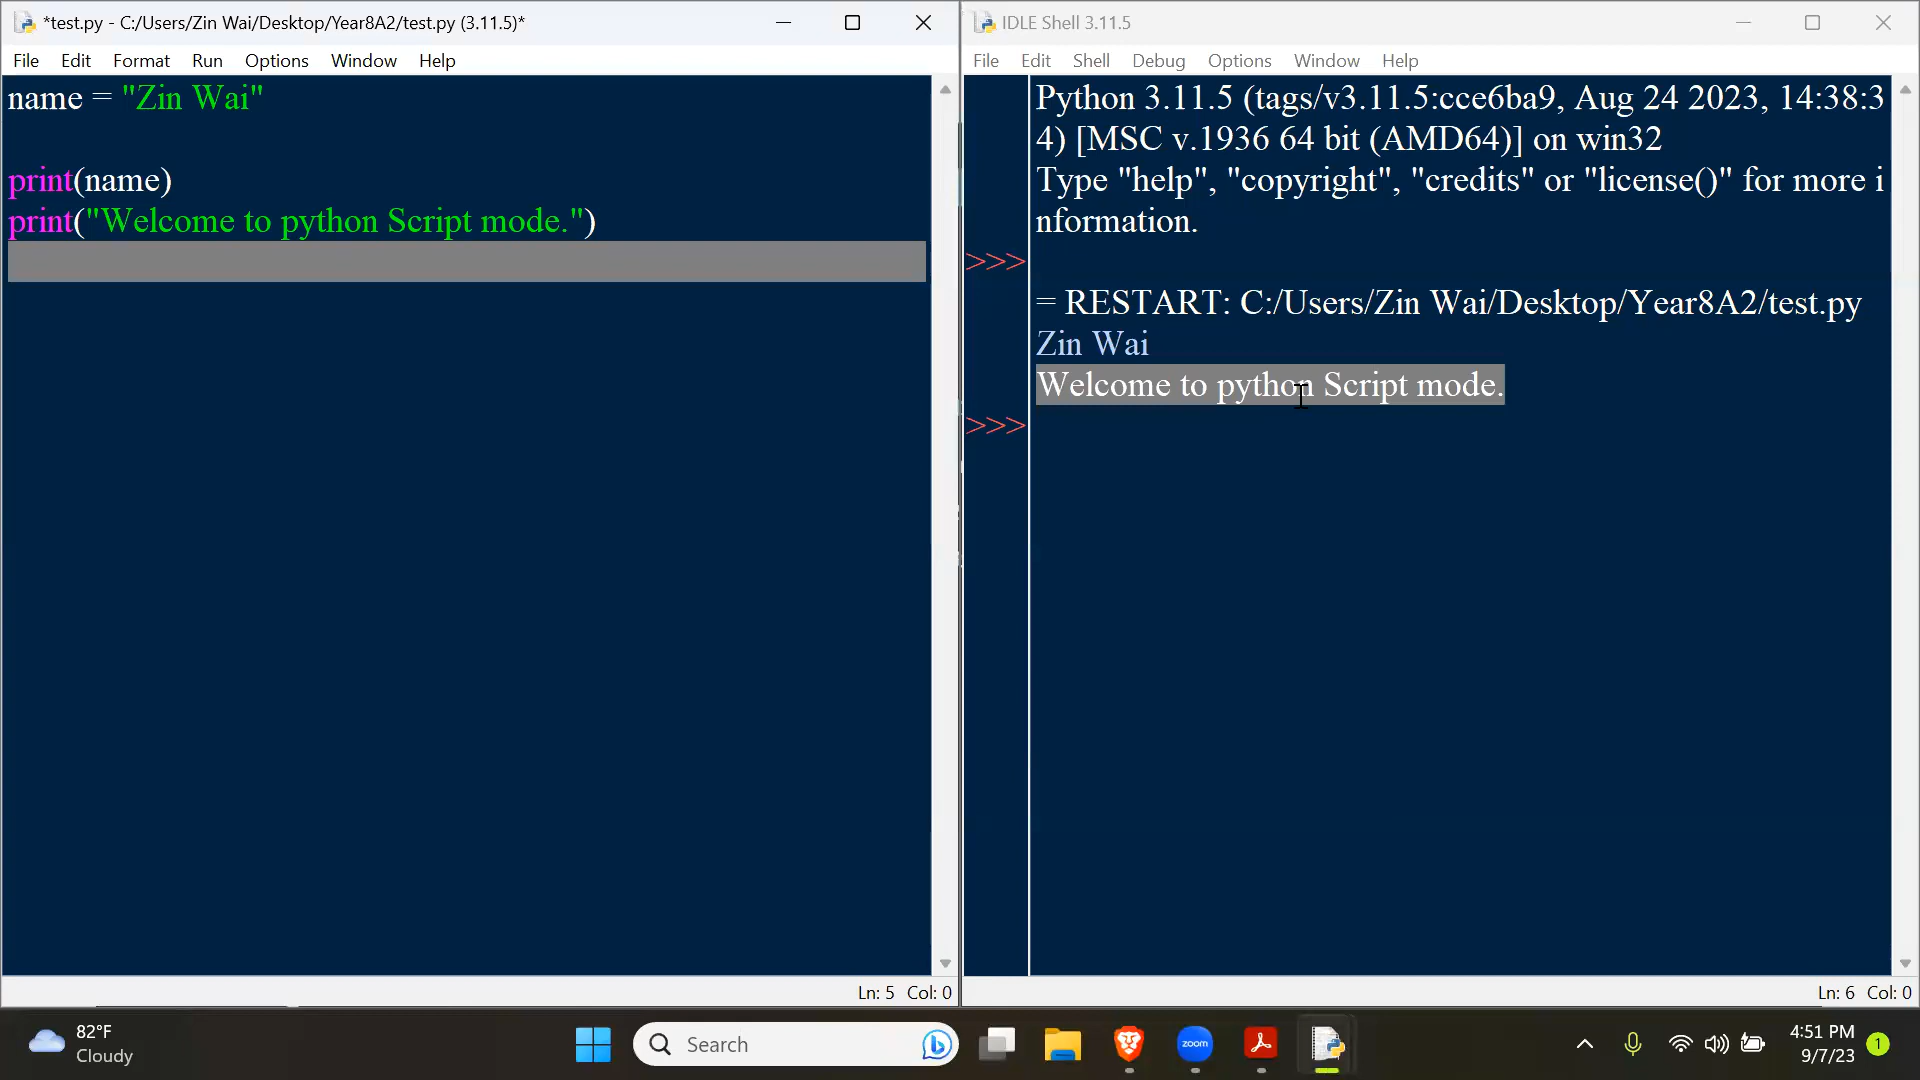 *test.py - C:/Users/Zin Wai/Desktop/Year8A2/test.py (3.11.5)*
File Edit Format Run Options Window Help
name = "Zin Wai"
print(name)
print("Welcome to python Script mode.")
Ln: 5 Col: 0
IDLE Shell 3.11.5
File Edit Shell Debug Options Window Help
Python 3.11.5 (tags/v3.11.5:cce6ba9, Aug 24 2023, 14:38:3
4) [MSC v.1936 64 bit (AMD64)] on win32
Type "help", "copyright", "credits" or "license()" for more i
nformation.
>>>
= RESTART: C:/Users/Zin Wai/Desktop/Year8A2/test.py
Zin Wai
Welcome to python Script mode.
>>>
Ln: 6 Col: 0
82°F
Cloudy
Search
zoom
4:51 PM
9/7/23
1